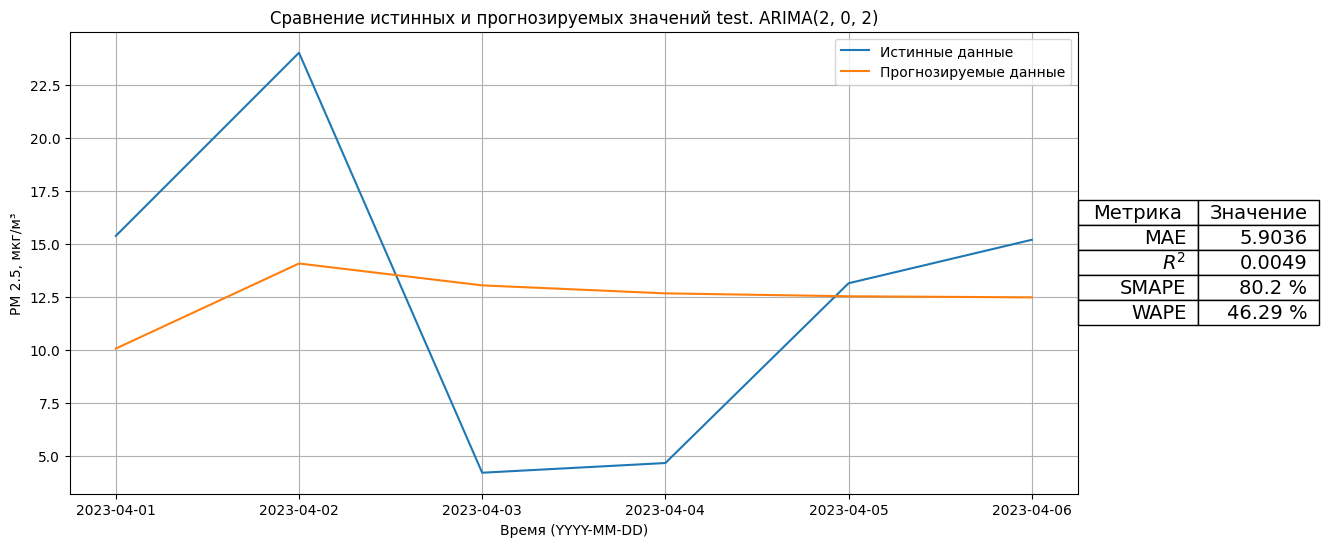 Сравнение истинных и прогнозируемых значений test. ARIMA(2, 0, 2)
Истинные данные
Прогнозируемые данные
PM 2.5, мкг/м³
22.5
20.0
17.5
15.0
12.5
10.0
7.5
5.0
2023-04-01 2023-04-02 2023-04-03 2023-04-04 2023-04-05 2023-04-06
Время (YYYY-MM-DD)
Метрика Значение
MAE 5.9036
R² 0.0049
SMAPE 80.2 %
WAPE 46.29 %